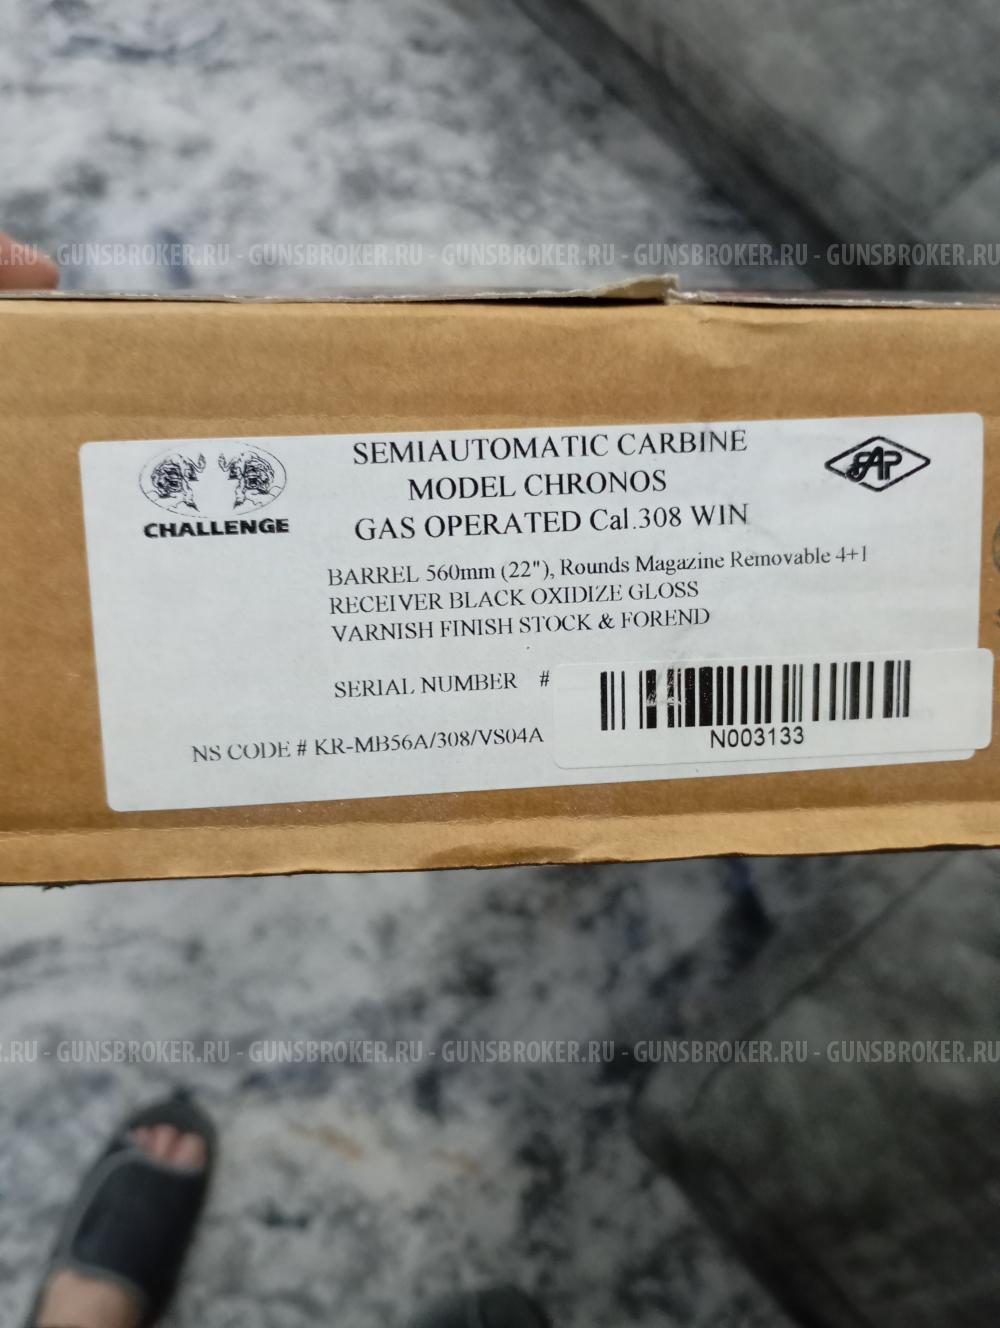 .RU - GUNSBROKER.RU - GUNSBROKER.RU - GUNSBROKER.RU - GUNSBROKER.RU - GUNSBROKER.RU
SEMIAUTOMATIC CARBINE
MODEL CHRONOS
GAS OPERATED Cal.308 WIN
CHALLENGE
FAP
BARREL 560mm (22"), Rounds Magazine Removable 4+1
RECEIVER BLACK OXIDIZE GLOSS
VARNISH FINISH STOCK & FOREND
SERIAL NUMBER #
N003133
NS CODE # KR-MB56A/308/VS04A
.RU - GUNSBROKER.RU - GUNSBROKER.RU - GUNSBROKER.RU - GUNSBROKER.RU - GUNSBROKER.RU